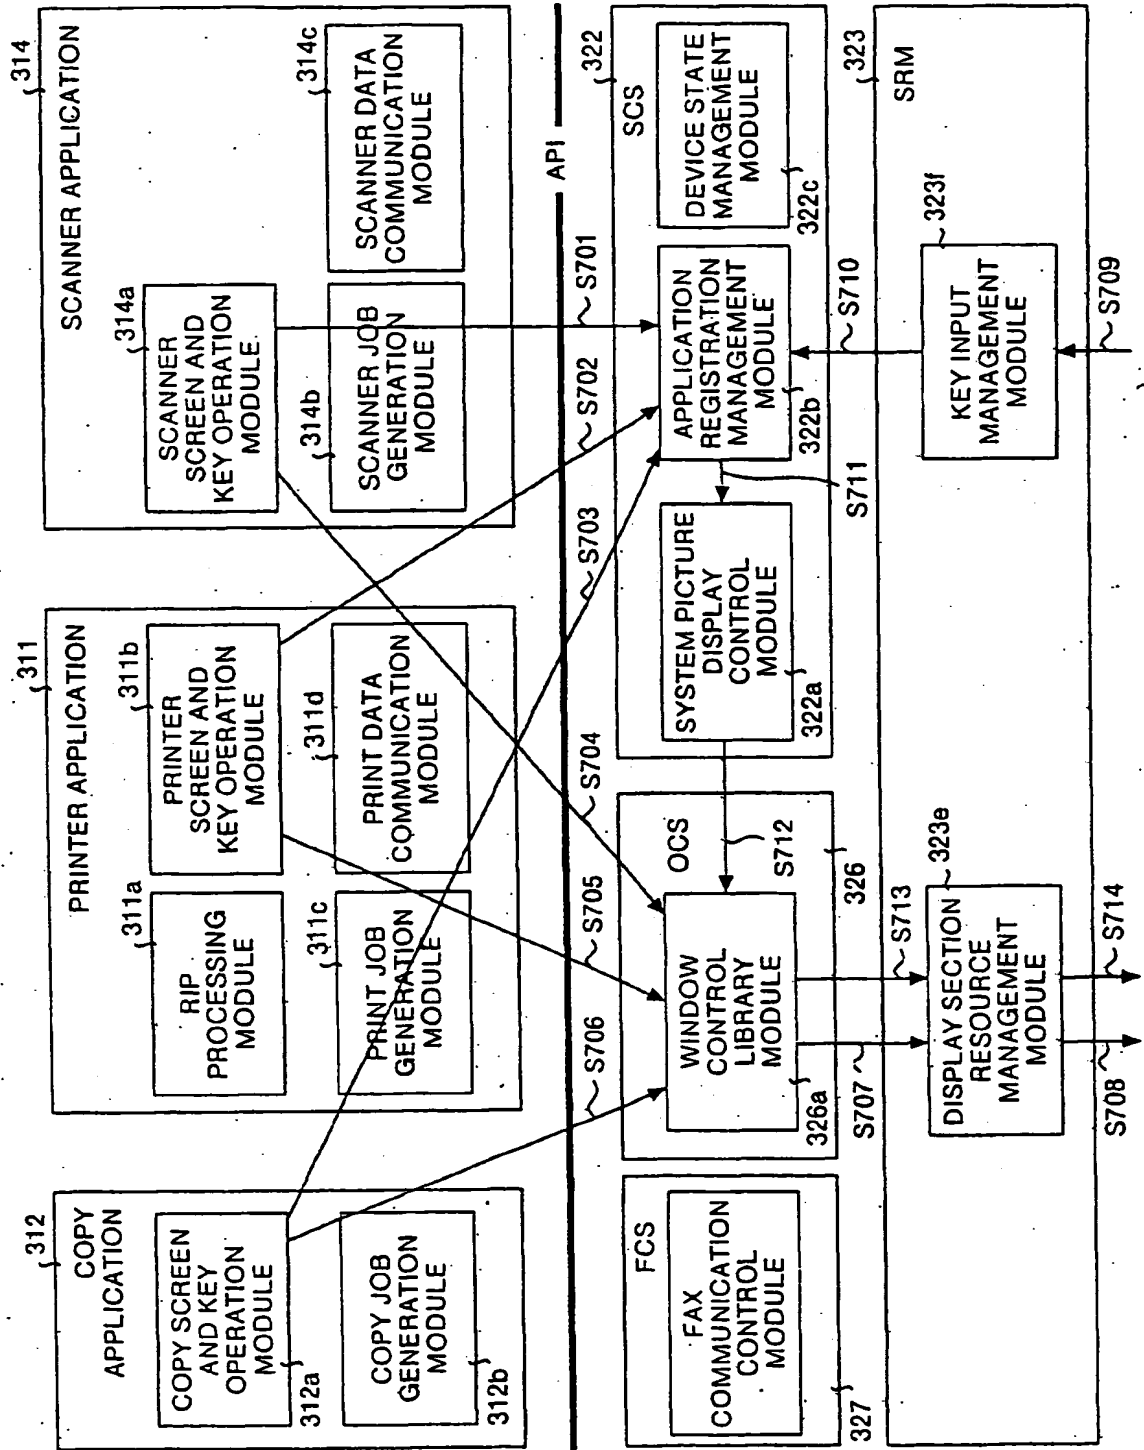 312
COPY
APPLICATION
COPY SCREEN
AND KEY
OPERATION
MODULE
312a
COPY JOB
GENERATION
MODULE
312b
311
PRINTER APPLICATION
311a
RIP
PROCESSING
MODULE
311b
PRINTER
SCREEN AND
KEY OPERATION
MODULE
311c
PRINT JOB
GENERATION
MODULE
311d
PRINT DATA
COMMUNICATION
MODULE
314
SCANNER APPLICATION
314a
SCANNER
SCREEN AND
KEY OPERATION
MODULE
314b
SCANNER JOB
GENERATION
MODULE
314c
SCANNER DATA
COMMUNICATION
MODULE
API
S706
S705
S704
S703
S702
S701
FCS
FAX
COMMUNICATION
CONTROL
MODULE
327
OCS
WINDOW
CONTROL
LIBRARY
MODULE
326a
S712
326
322
SCS
SYSTEM PICTURE
DISPLAY
CONTROL
MODULE
322a
APPLICATION
REGISTRATION
MANAGEMENT
MODULE
322b
DEVICE STATE
MANAGEMENT
MODULE
322c
S711
S707
S713
S710
323
SRM
323e
DISPLAY SECTION
RESOURCE
MANAGEMENT
MODULE
323f
KEY INPUT
MANAGEMENT
MODULE
S708
S714
S709